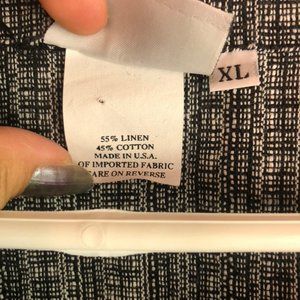 XL
55% LINEN
45% COTTON
MADE IN U.S.A.
OF IMPORTED FABRIC
CARE ON REVERSE